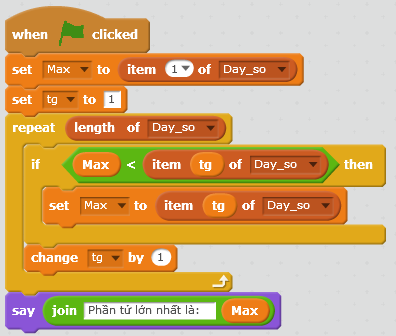 when clicked
set Max to item 1 of Day_so
set tg to 1
repeat length of Day_so
if Max < item tg of Day_so then
set Max to item tg of Day_so
change tg by 1
say join Phần tử lớn nhất là: Max